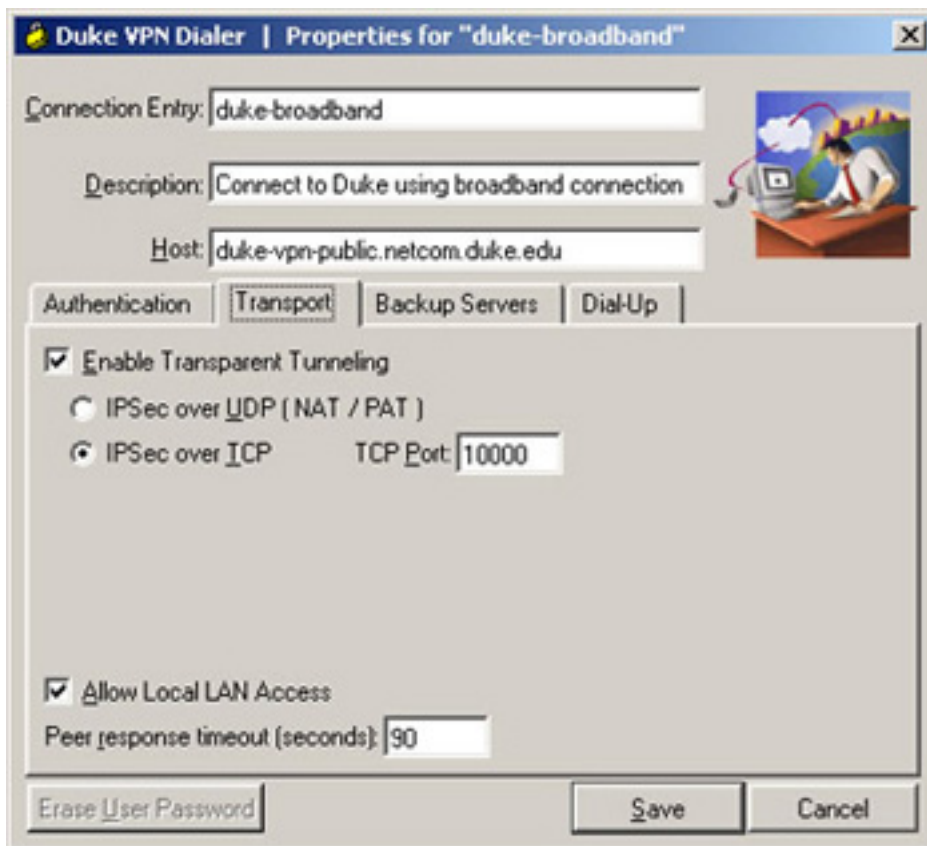 Duke VPN Dialer | Properties for "duke-broadband"
Connection Entry: duke-broadband
Description: Connect to Duke using broadband connection
Host: duke-vpn-public.netcom.duke.edu
Authentication Transport Backup Servers Dial-Up
Enable Transparent Tunneling
IPSec over UDP ( NAT / PAT )
IPSec over TCP TCP Port: 10000
Allow Local LAN Access
Peer response timeout (seconds): 90
Erase User Password Save Cancel